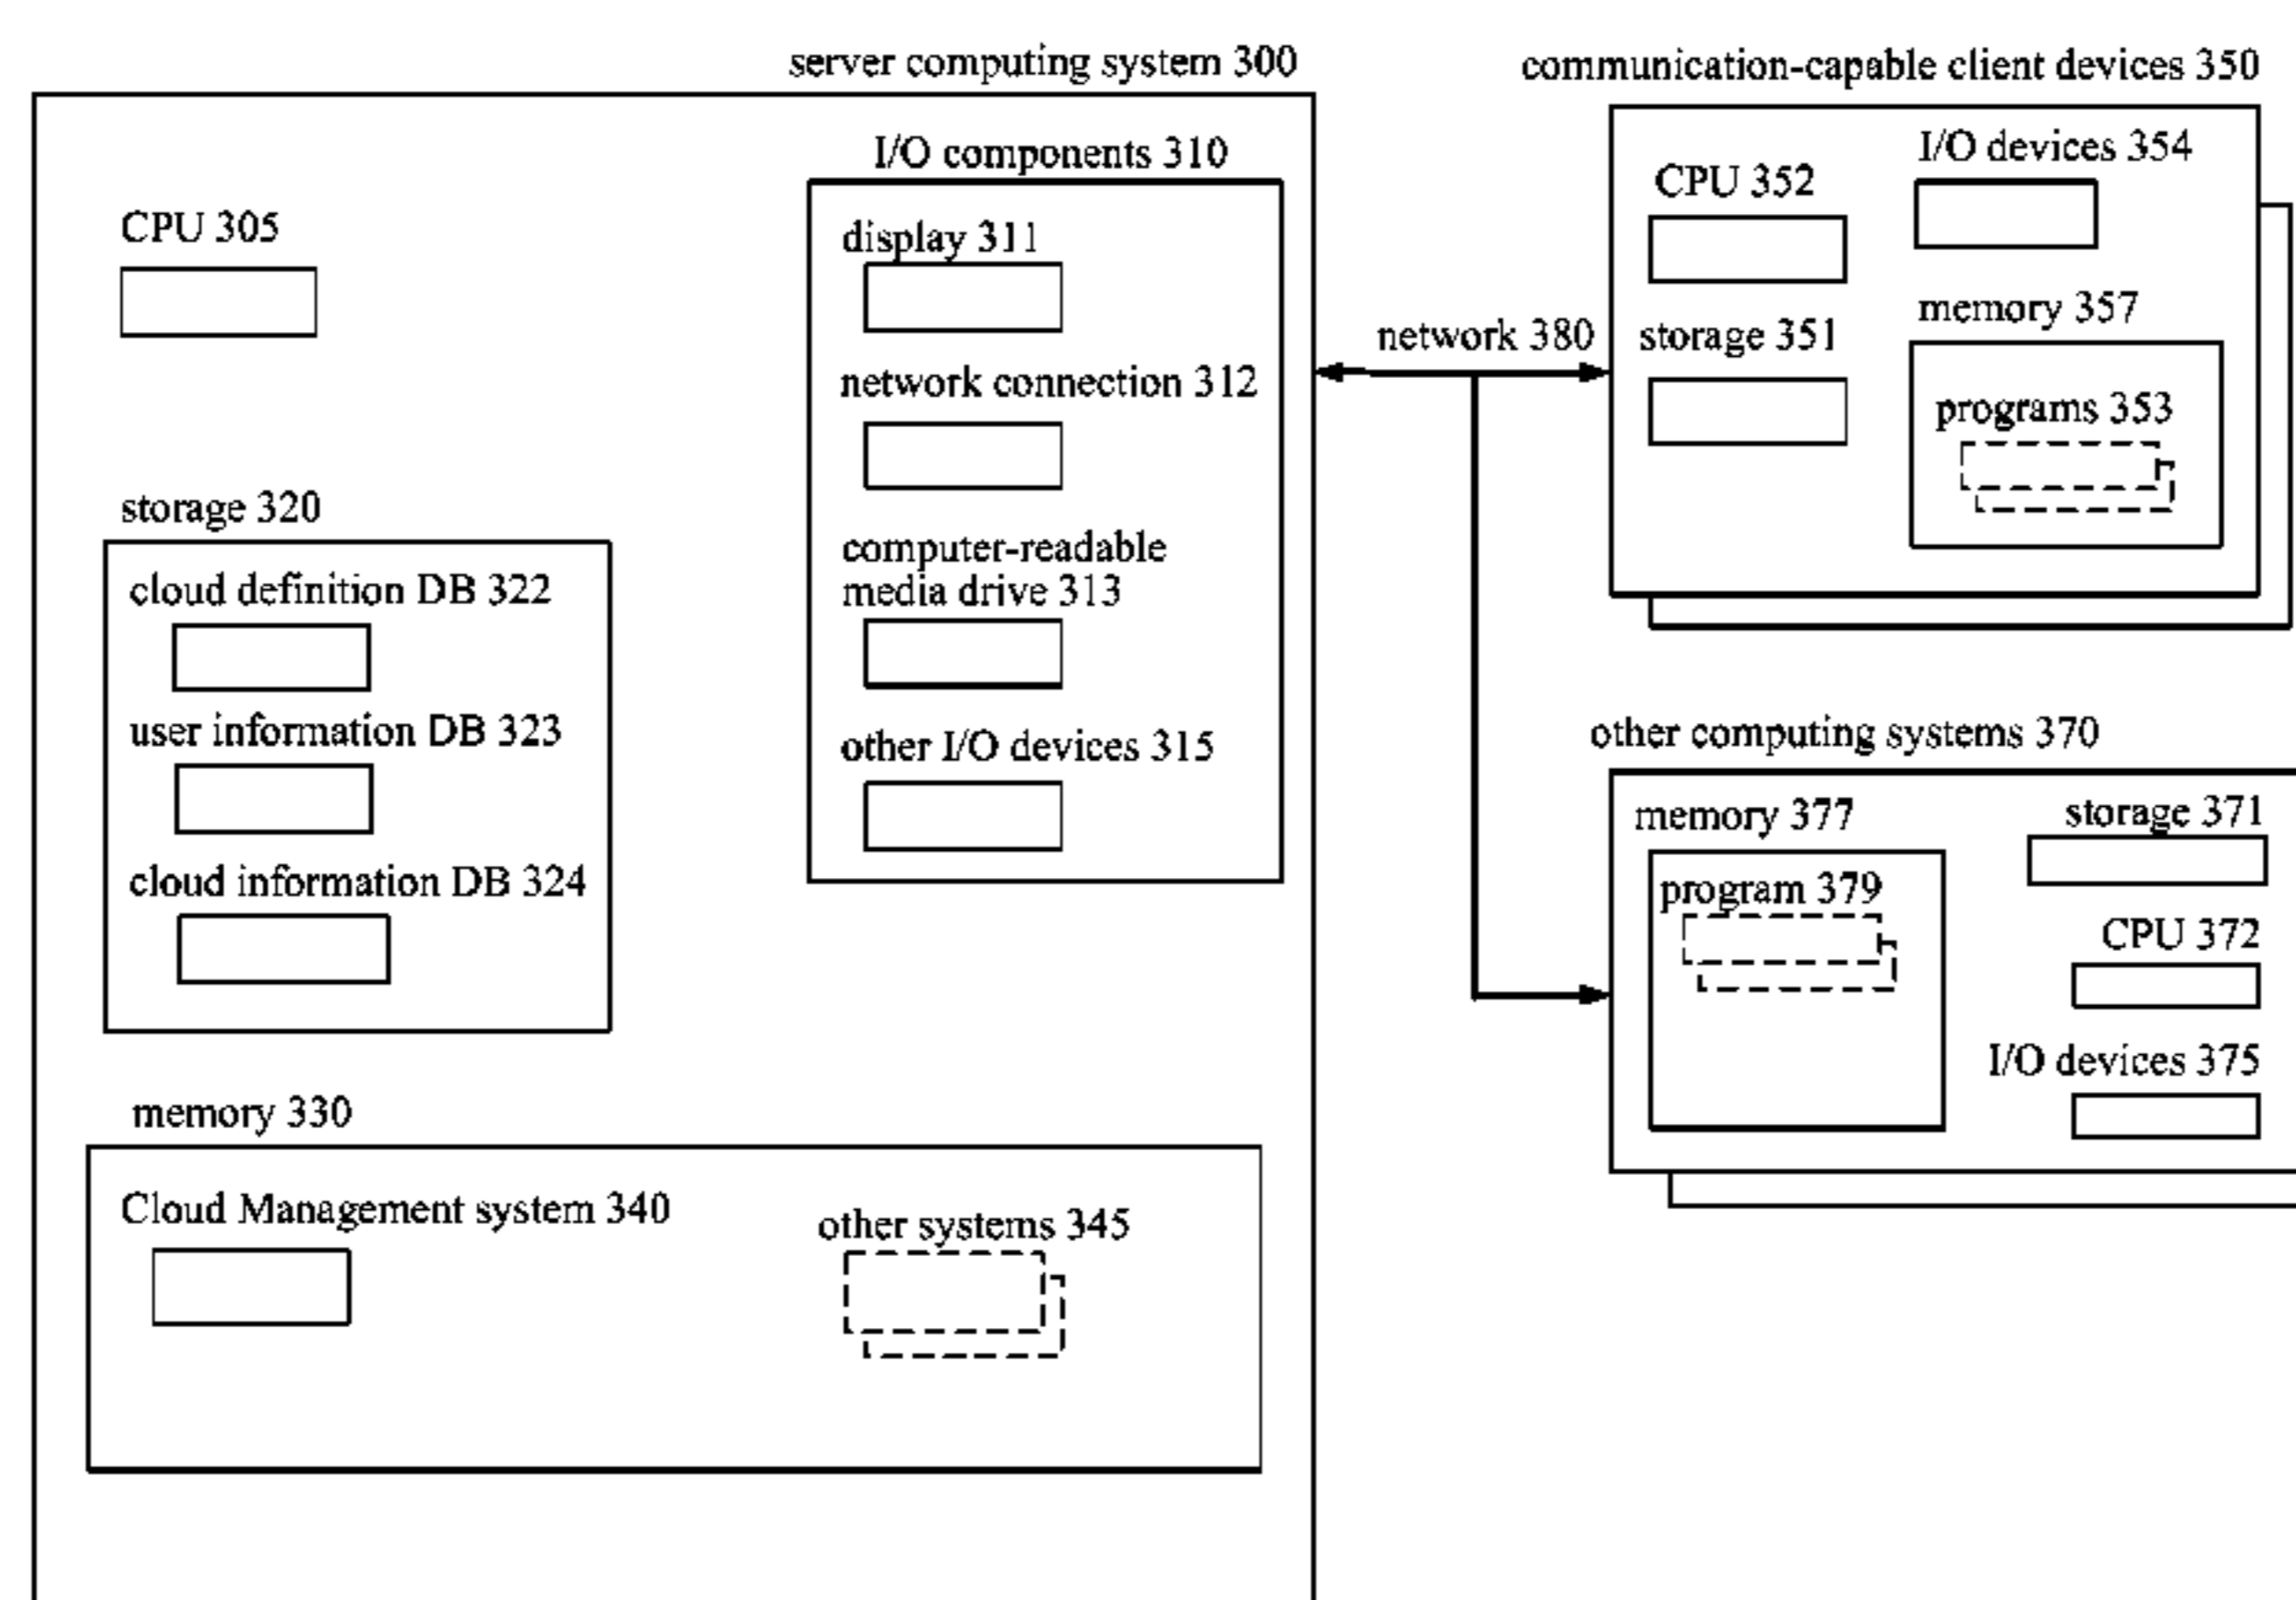 server computing system 300
CPU 305
I/O components 310
display 311
network connection 312
computer-readable
media drive 313
other I/O devices 315
storage 320
cloud definition DB 322
user information DB 323
cloud information DB 324
memory 330
Cloud Management system 340
other systems 345
network 380
communication-capable client devices 350
CPU 352
I/O devices 354
storage 351
memory 357
programs 353
other computing systems 370
memory 377
program 379
storage 371
CPU 372
I/O devices 375